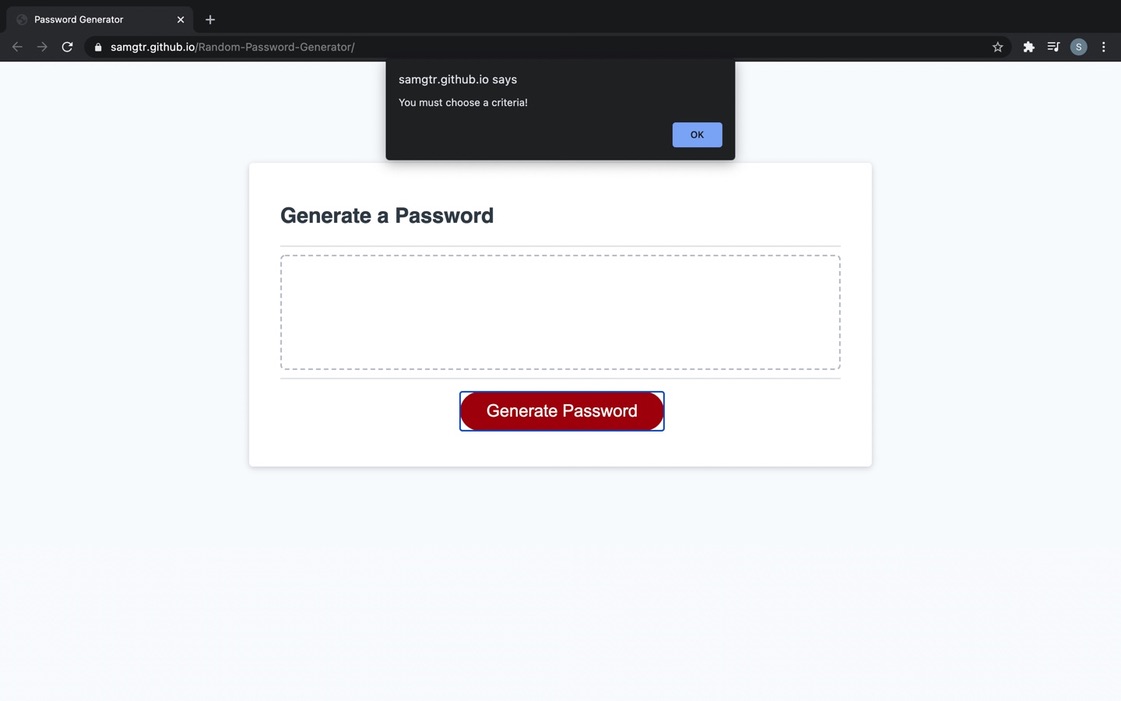 Password Generator
samgtr.github.io/Random-Password-Generator/
S
samgtr.github.io says
You must choose a criteria!
OK
Generate a Password
Generate Password